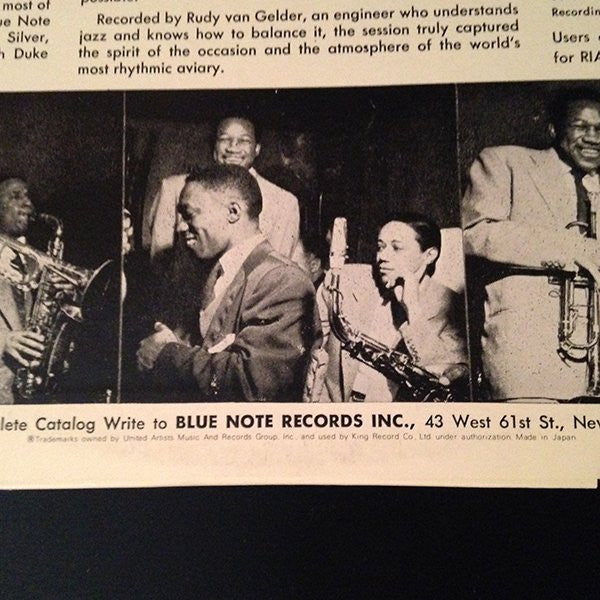 most of
ue Note
Silver,
h Duke
Recorded by Rudy van Gelder, an engineer who understands
jazz and knows how to balance it, the session truly captured
the spirit of the occasion and the atmosphere of the world's
most rhythmic aviary.
Recordin
Users
for RIA
lete Catalog Write to BLUE NOTE RECORDS INC., 43 West 61st St., New
®Trademarks owned by United Artists Music And Records Group, Inc., and used by King Record Co., Ltd. under authorization. Made in Japan